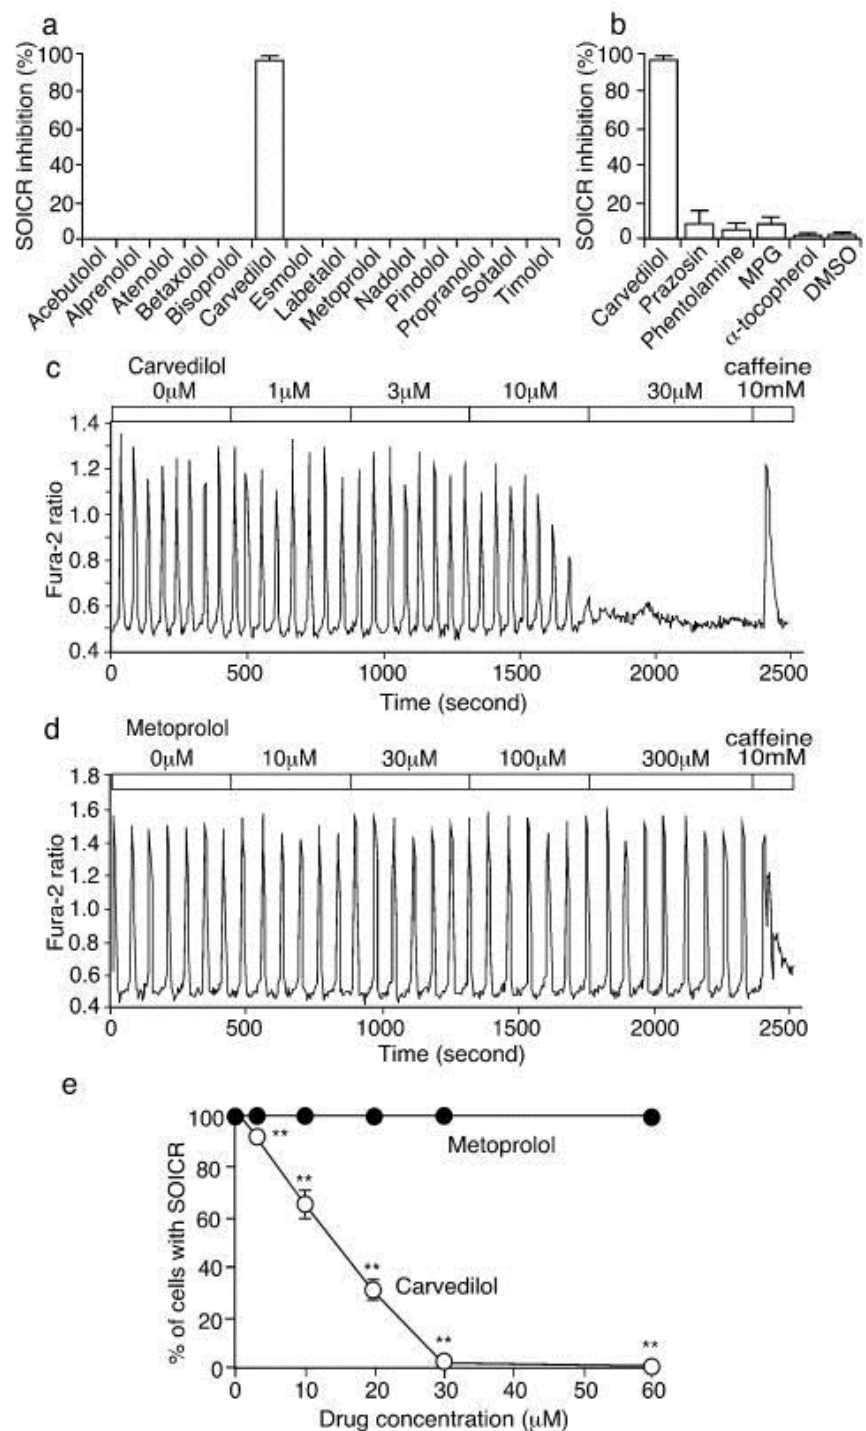 a
SOICR inhibition (%)
100
80
60
40
20
0
Acebutolol
Alprenolol
Atenolol
Betaxolol
Bisoprolol
Carvedilol
Esmolol
Labetalol
Metoprolol
Nadolol
Pindolol
Propranolol
Sotalol
Timolol
b
SOICR inhibition (%)
100
80
60
40
20
0
Carvedilol
Prazosin
Phentolamine
MPG
α-tocopherol
DMSO
c
Carvedilol
caffeine
0μM 1μM 3μM 10μM 30μM 10mM
Fura-2 ratio
1.4
1.2
1.0
0.8
0.6
0.4
0 500 1000 1500 2000 2500
Time (second)
d
Metoprolol
caffeine
0μM 10μM 30μM 100μM 300μM 10mM
Fura-2 ratio
1.8
1.6
1.4
1.2
1.0
0.8
0.6
0.4
0 500 1000 1500 2000 2500
Time (second)
e
% of cells with SOICR
100
80
60
40
20
0
**
**
**
**
**
Metoprolol
Carvedilol
0 10 20 30 40 50 60
Drug concentration (μM)